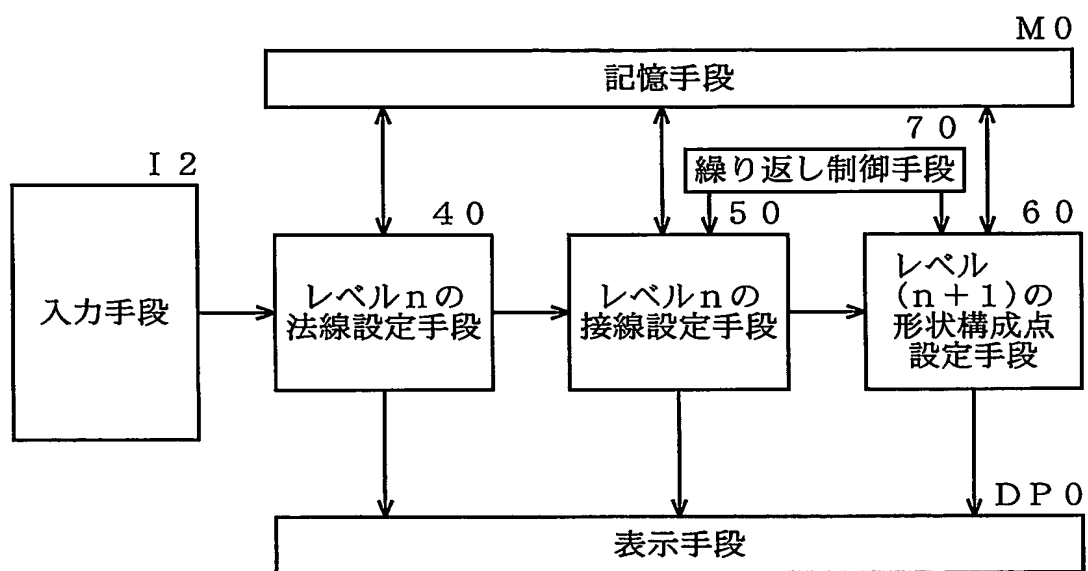 M0
記憶手段
70
繰り返し制御手段
I2
入力手段
40
レベルnの
法線設定手段
50
レベルnの
接線設定手段
60
レベル
(n+1)の
形状構成点
設定手段
DP0
表示手段